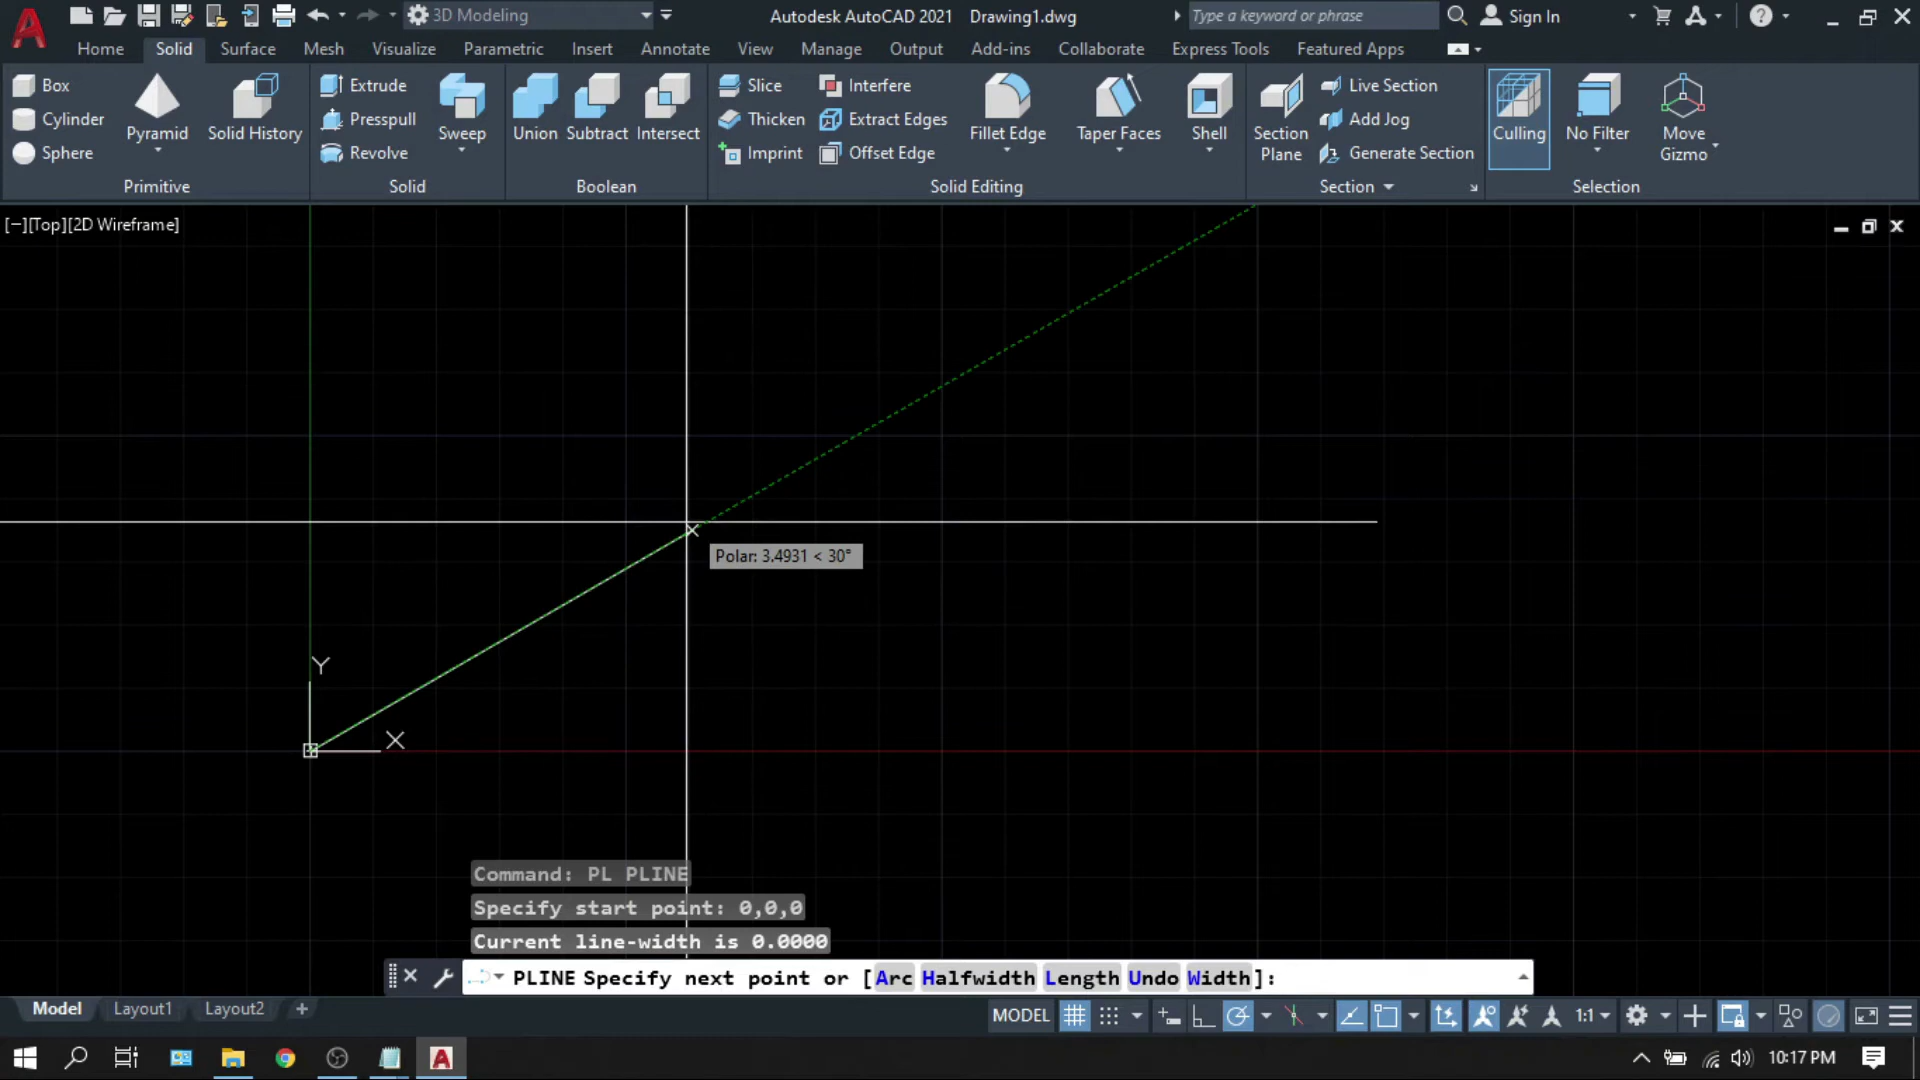 3D Modeling
Autodesk AutoCAD 2021 Drawing1.dwg
Type a keyword or phrase
Sign In
Home Solid Surface Mesh Visualize Parametric Insert Annotate View Manage Output Add-ins Collaborate Express Tools Featured Apps
Box
Cylinder
Sphere
Pyramid
Solid History
Extrude
Presspull
Revolve
Sweep
Union
Subtract
Intersect
Slice
Thicken
Imprint
Interfere
Extract Edges
Offset Edge
Fillet Edge
Taper Faces
Shell
Section
Plane
Live Section
Add Jog
Generate Section
Culling
No Filter
Move
Gizmo
Primitive Solid Boolean Solid Editing Section Selection
[−][Top][2D Wireframe]
Polar: 3.4931 < 30°
Y
X
Command: PL PLINE
Specify start point: 0,0,0
Current line-width is 0.0000
PLINE Specify next point or [Arc Halfwidth Length Undo Width]:
Model Layout1 Layout2 +
MODEL
1:1
10:17 PM